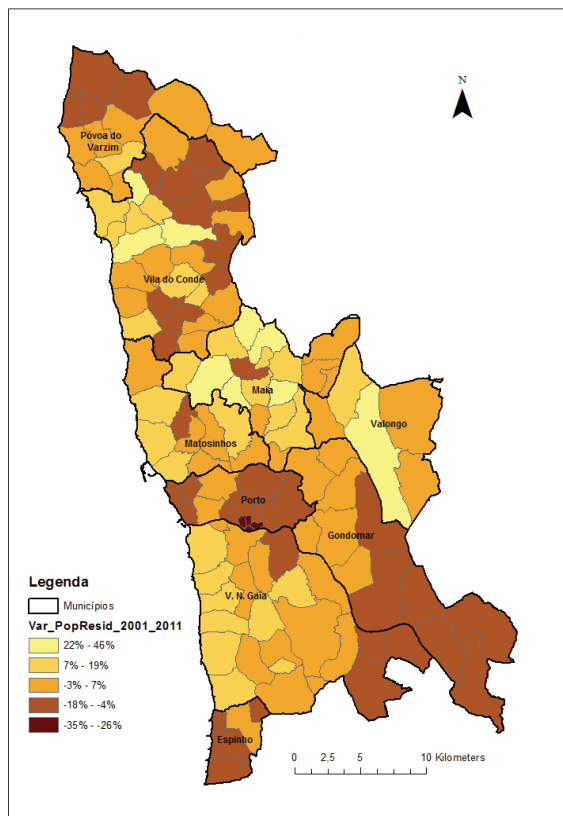 N
Póvoa do
Varzim
Vila do Conde
Maia
Valongo
Matosinhos
Porto
Gondomar
V. N. Gaia
Espinho
Legenda
Municípios
Var_PopResid_2001_2011
22% - 46%
7% - 19%
-3% - 7%
-18% - -4%
-35% - -26%
0 2,5 5 10 Kilometers